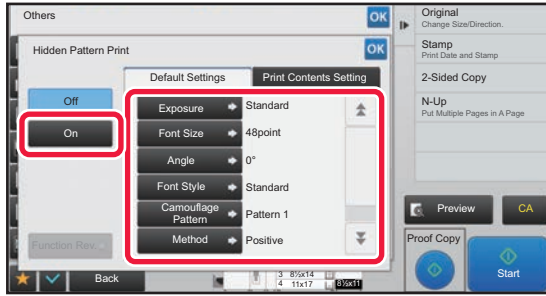 Others
OK
Hidden Pattern Print
OK
Default Settings
Print Contents Setting
Off
On
Exposure
Standard
Font Size
48point
Angle
0°
Font Style
Standard
Camouflage
Pattern
Pattern 1
Method
Positive
Function Rev.
Back
3 8½x14
4 11x17
8½x11
Original
Change Size/Direction.
Stamp
Print Date and Stamp
2-Sided Copy
N-Up
Put Multiple Pages in A Page
Preview
CA
Proof Copy
Start